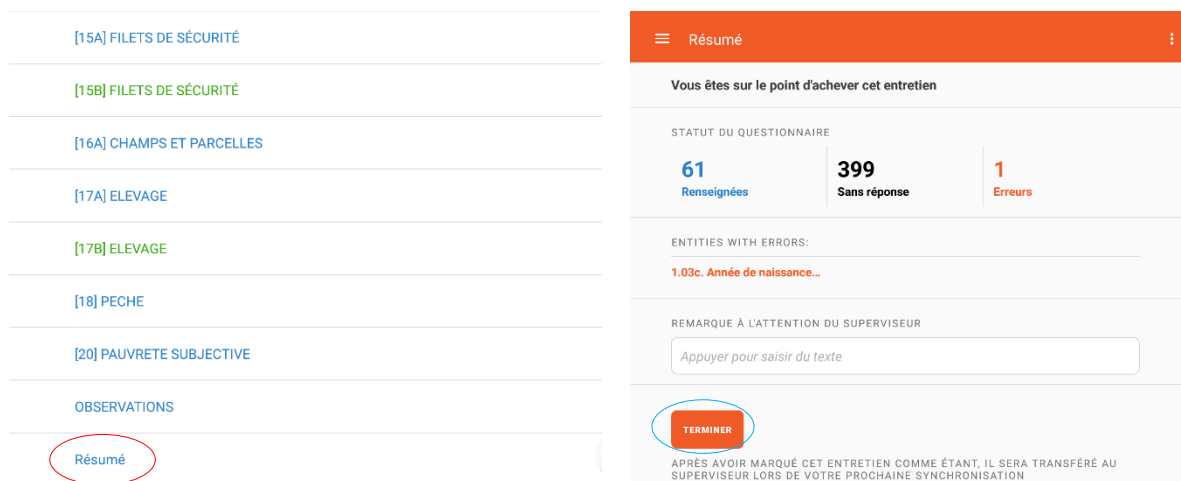 [15A] FILETS DE SÉCURITÉ
[15B] FILETS DE SÉCURITÉ
[16A] CHAMPS ET PARCELLES
[17A] ELEVAGE
[17B] ELEVAGE
[18] PECHE
[20] PAUVRETE SUBJECTIVE
OBSERVATIONS
Résumé
Résumé
Vous êtes sur le point d'achever cet entretien
STATUT DU QUESTIONNAIRE
61 399 1
Renseignées Sans réponse Erreurs
ENTITIES WITH ERRORS:
1.03c. Année de naissance...
REMARQUE À L'ATTENTION DU SUPERVISEUR
Appuyer pour saisir du texte
TERMINER
APRÈS AVOIR MARQUÉ CET ENTRETIEN COMME ÉTANT, IL SERA TRANSFÉRÉ AU
SUPERVISEUR LORS DE VOTRE PROCHAINE SYNCHRONISATION